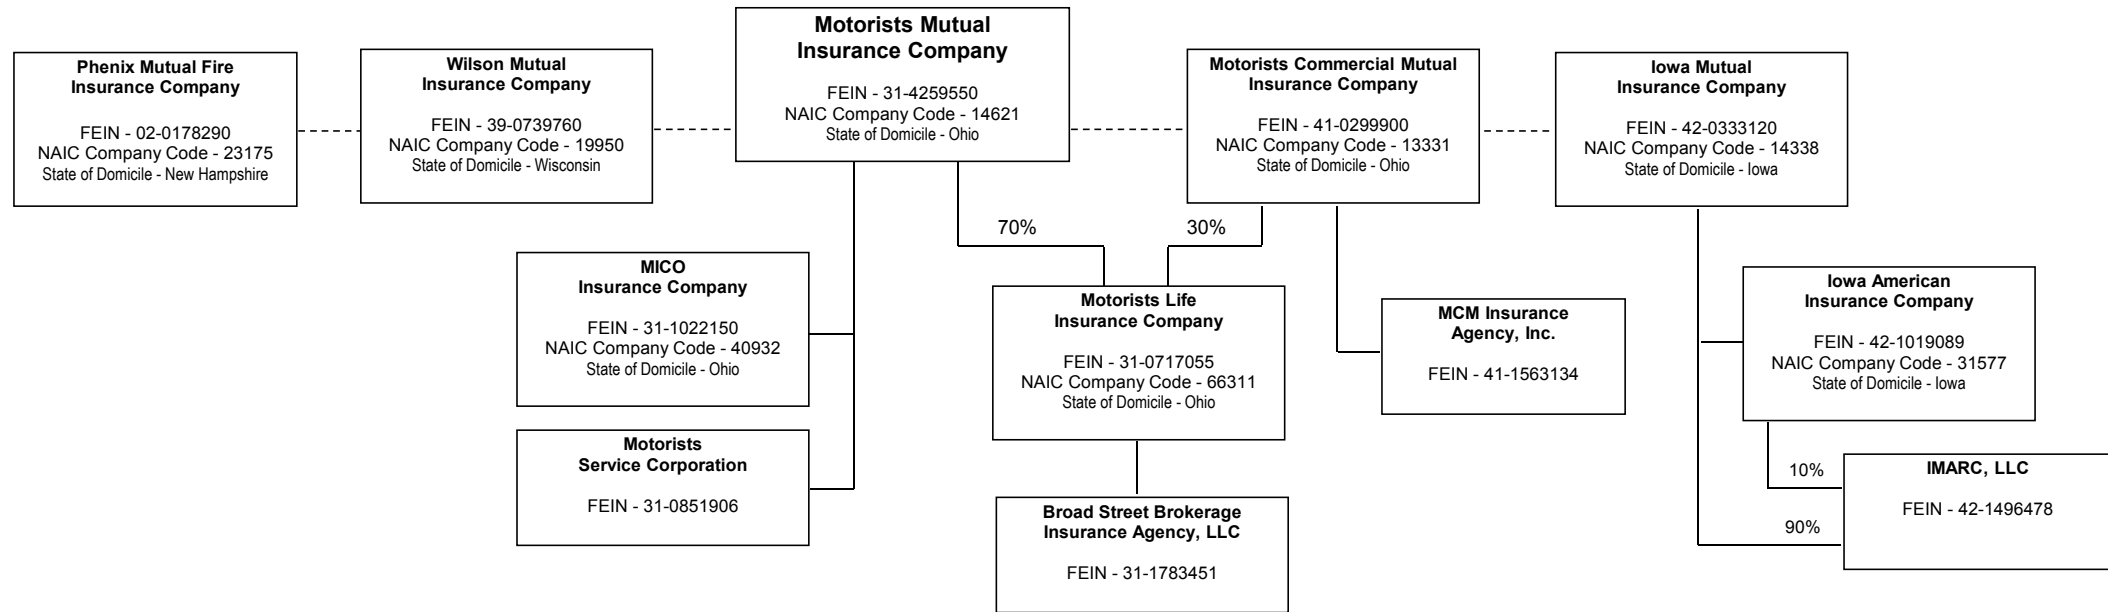 Phenix Mutual Fire
Insurance Company
FEIN - 02-0178290
NAIC Company Code - 23175
State of Domicile - New Hampshire
Wilson Mutual
Insurance Company
FEIN - 39-0739760
NAIC Company Code - 19950
State of Domicile - Wisconsin
Motorists Mutual
Insurance Company
FEIN - 31-4259550
NAIC Company Code - 14621
State of Domicile - Ohio
Motorists Commercial Mutual
Insurance Company
FEIN - 41-0299900
NAIC Company Code - 13331
State of Domicile - Ohio
Iowa Mutual
Insurance Company
FEIN - 42-0333120
NAIC Company Code - 14338
State of Domicile - Iowa
70%
30%
MICO
Insurance Company
FEIN - 31-1022150
NAIC Company Code - 40932
State of Domicile - Ohio
Motorists Life
Insurance Company
FEIN - 31-0717055
NAIC Company Code - 66311
State of Domicile - Ohio
MCM Insurance
Agency, Inc.
FEIN - 41-1563134
Iowa American
Insurance Company
FEIN - 42-1019089
NAIC Company Code - 31577
State of Domicile - Iowa
Motorists
Service Corporation
FEIN - 31-0851906
Broad Street Brokerage
Insurance Agency, LLC
FEIN - 31-1783451
10%
90%
IMARC, LLC
FEIN - 42-1496478